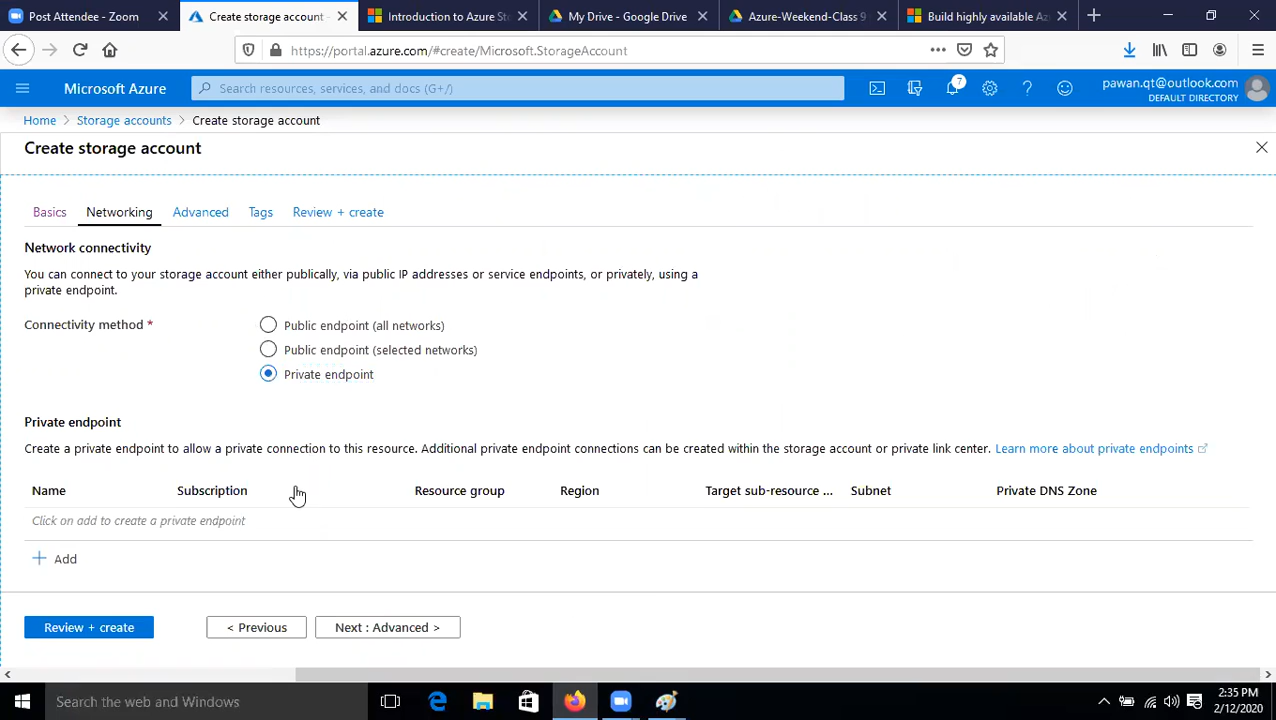 Post Attende - Zoom
Create storage account -
Introduction to Azure St
My Drive - Google Drive
Azure-Weekend-Class 9
Build highly available Az
https://portal.azure.com/#create/Microsoft.StorageAccount
Microsoft Azure
Search resources, services, and docs (G+/)
7
pawan.qt@outlook.com
DEFAULT DIRECTORY
Home > Storage accounts > Create storage account
Create storage account
Basics Networking Advanced Tags Review + create
Network connectivity
You can connect to your storage account either publically, via public IP addresses or service endpoints, or privately, using a
private endpoint.
Connectivity method *
Public endpoint (all networks)
Public endpoint (selected networks)
Private endpoint
Private endpoint
Create a private endpoint to allow a private connection to this resource. Additional private endpoint connections can be created within the storage account or private link center. Learn more about private endpoints
Name Subscription Resource group Region Target sub-resource ... Subnet Private DNS Zone
Click on add to create a private endpoint
+ Add
Review + create
< Previous
Next : Advanced >
Search the web and Windows
2:35 PM
2/12/2020